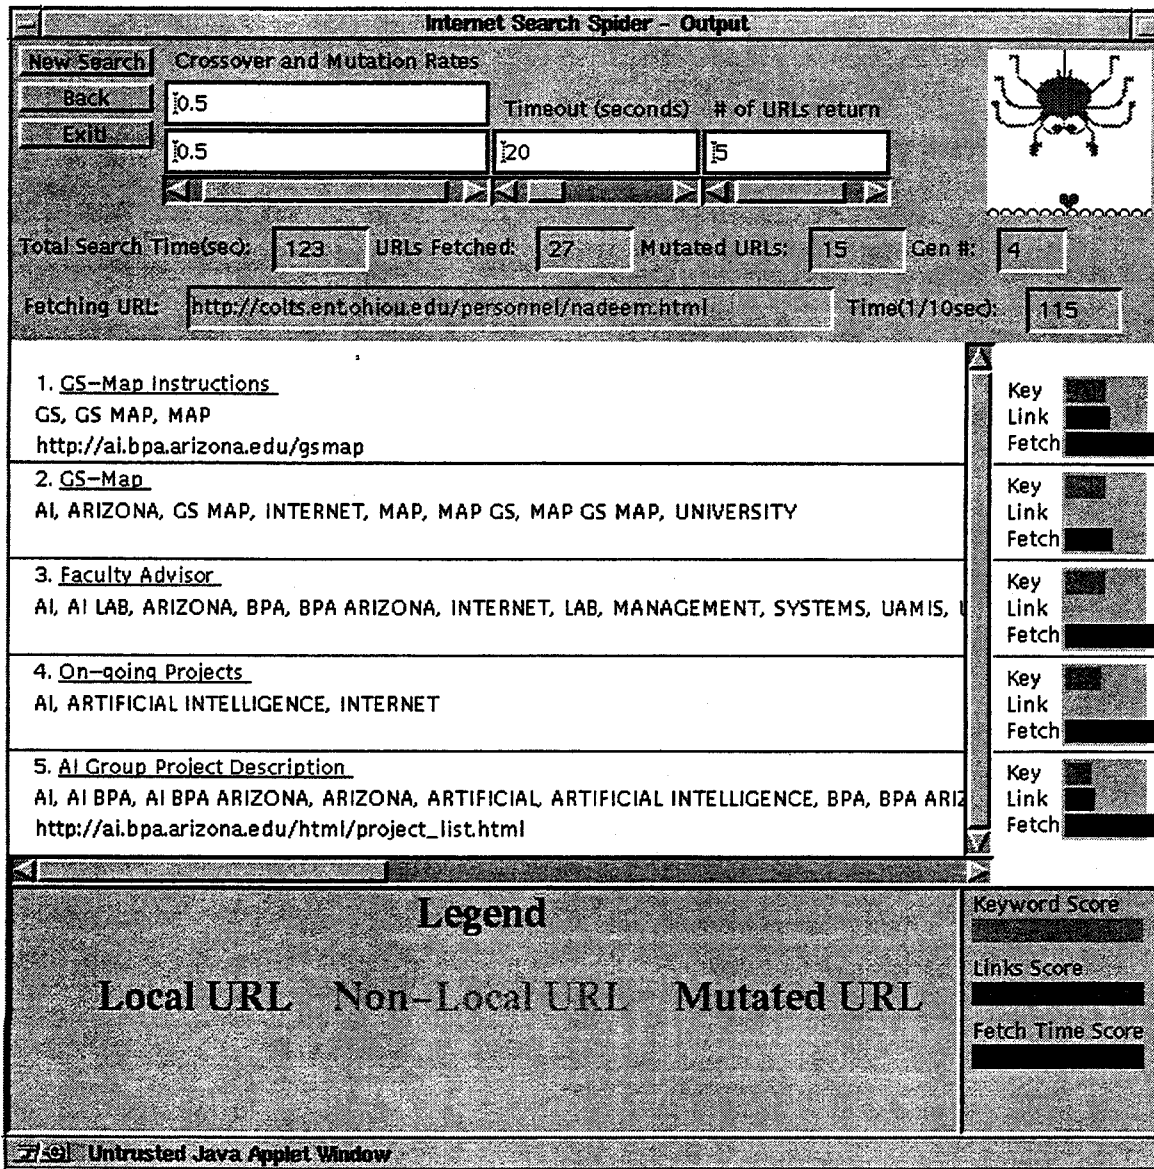 Internet Search Spider - Output
New Search
Crossover and Mutation Rates
Back
0.5
Timeout (seconds)
# of URLs return
Exit!
0.5
20
5
Total Search Time(sec):
123
URLs Fetched:
27
Mutated URLs:
15
Gen #:
4
Fetching URL:
http://colts.ent.ohiou.edu/personnel/nadeem.html
Time(1/10sec):
115
1. GS-Map Instructions
GS, GS MAP, MAP
http://ai.bpa.arizona.edu/gsmap
Key
Link
Fetch
2. GS-Map
AI, ARIZONA, GS MAP, INTERNET, MAP, MAP GS, MAP GS MAP, UNIVERSITY
Key
Link
Fetch
3. Faculty Advisor
AI, AI LAB, ARIZONA, BPA, BPA ARIZONA, INTERNET, LAB, MANAGEMENT, SYSTEMS, UAMIS,
Key
Link
Fetch
4. On-going Projects
AI, ARTIFICIAL INTELLIGENCE, INTERNET
Key
Link
Fetch
5. AI Group Project Description
AI, AI BPA, AI BPA ARIZONA, ARIZONA, ARTIFICIAL, ARTIFICIAL INTELLIGENCE, BPA, BPA ARIZ
http://ai.bpa.arizona.edu/html/project_list.html
Key
Link
Fetch
Legend
Local URL
Non-Local URL
Mutated URL
Keyword Score
Links Score
Fetch Time Score
Untrusted Java Applet Window